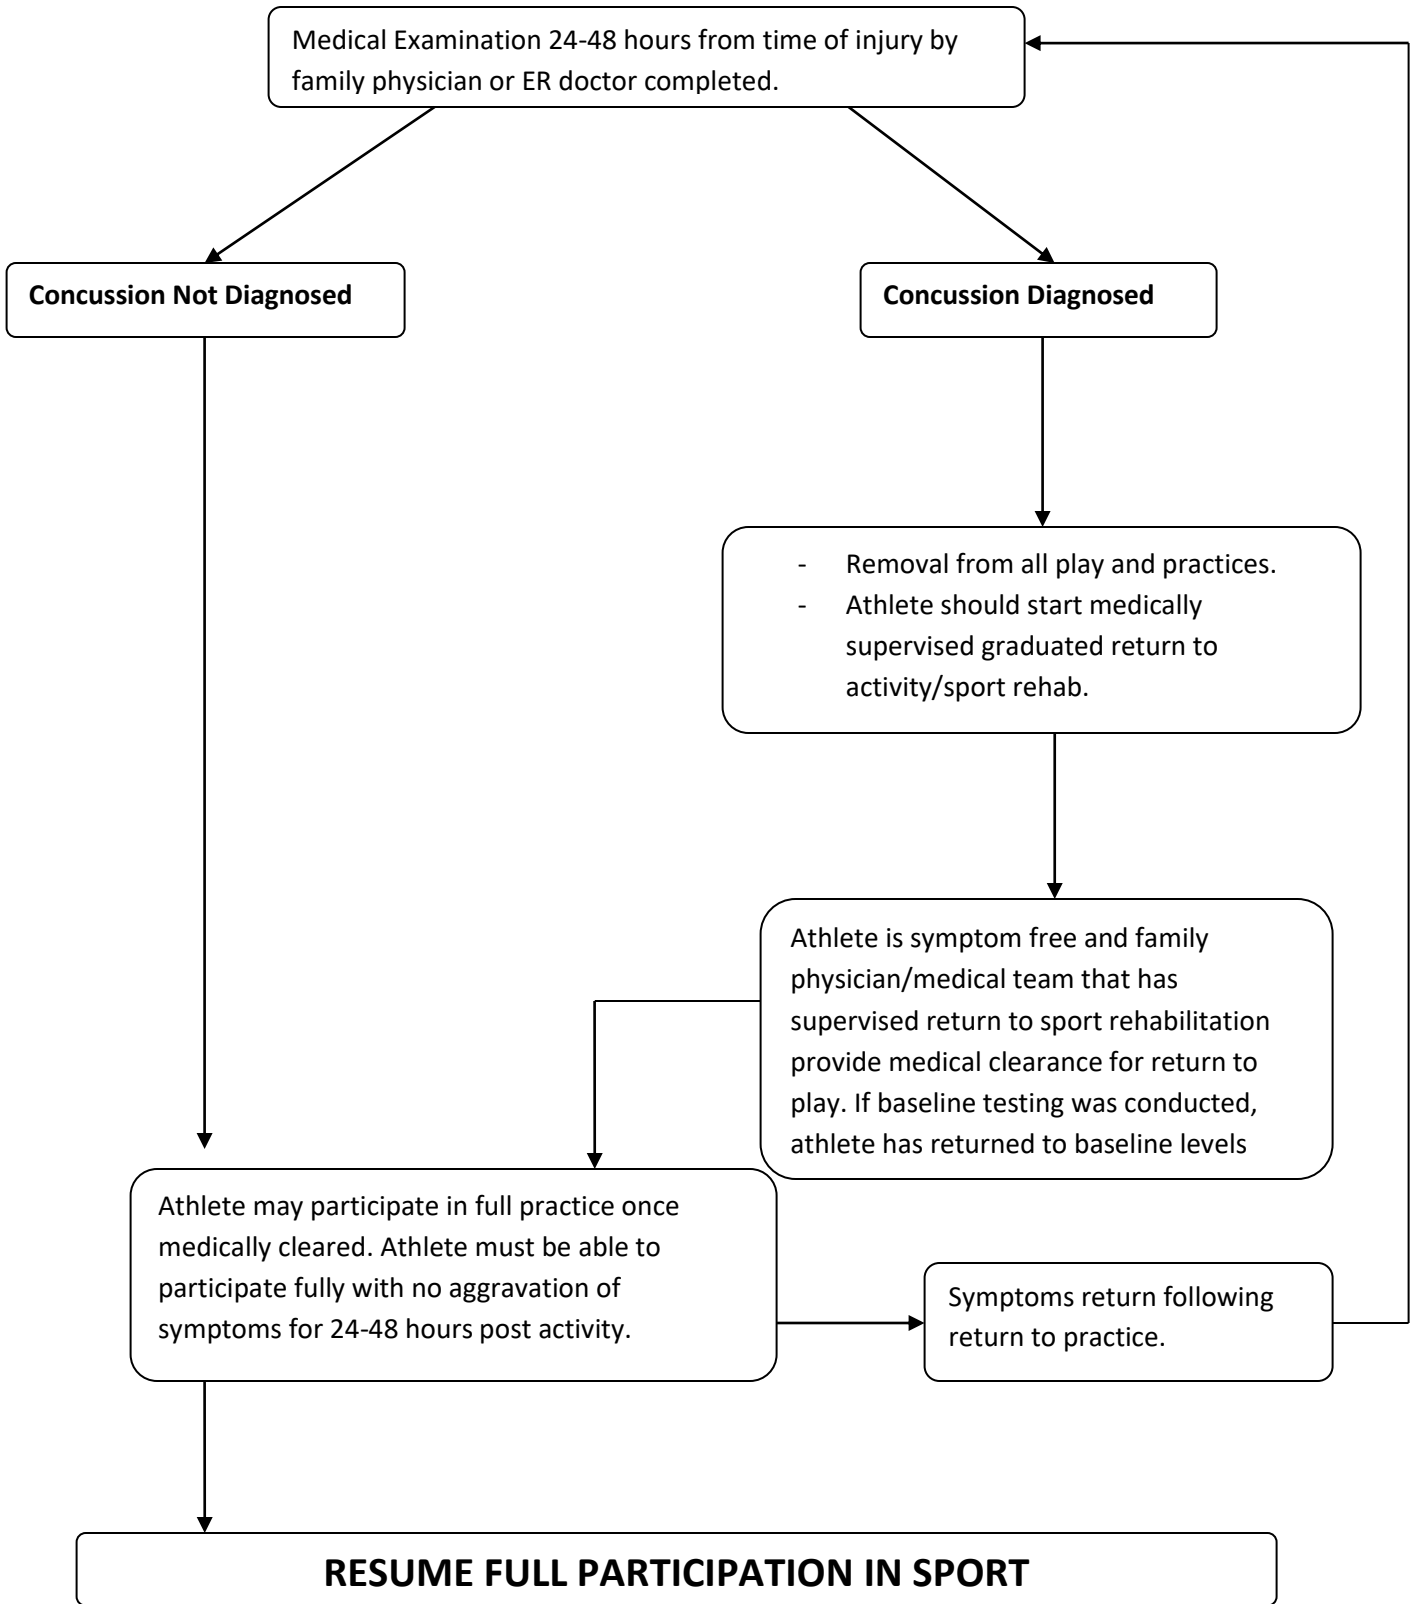 Medical Examination 24-48 hours from time of injury by
family physician or ER doctor completed.
Concussion Not Diagnosed
Concussion Diagnosed
- Removal from all play and practices.
- Athlete should start medically
supervised graduated return to
activity/sport rehab.
Athlete is symptom free and family
physician/medical team that has
supervised return to sport rehabilitation
provide medical clearance for return to
play. If baseline testing was conducted,
athlete has returned to baseline levels
Athlete may participate in full practice once
medically cleared. Athlete must be able to
participate fully with no aggravation of
symptoms for 24-48 hours post activity.
Symptoms return following
return to practice.
RESUME FULL PARTICIPATION IN SPORT